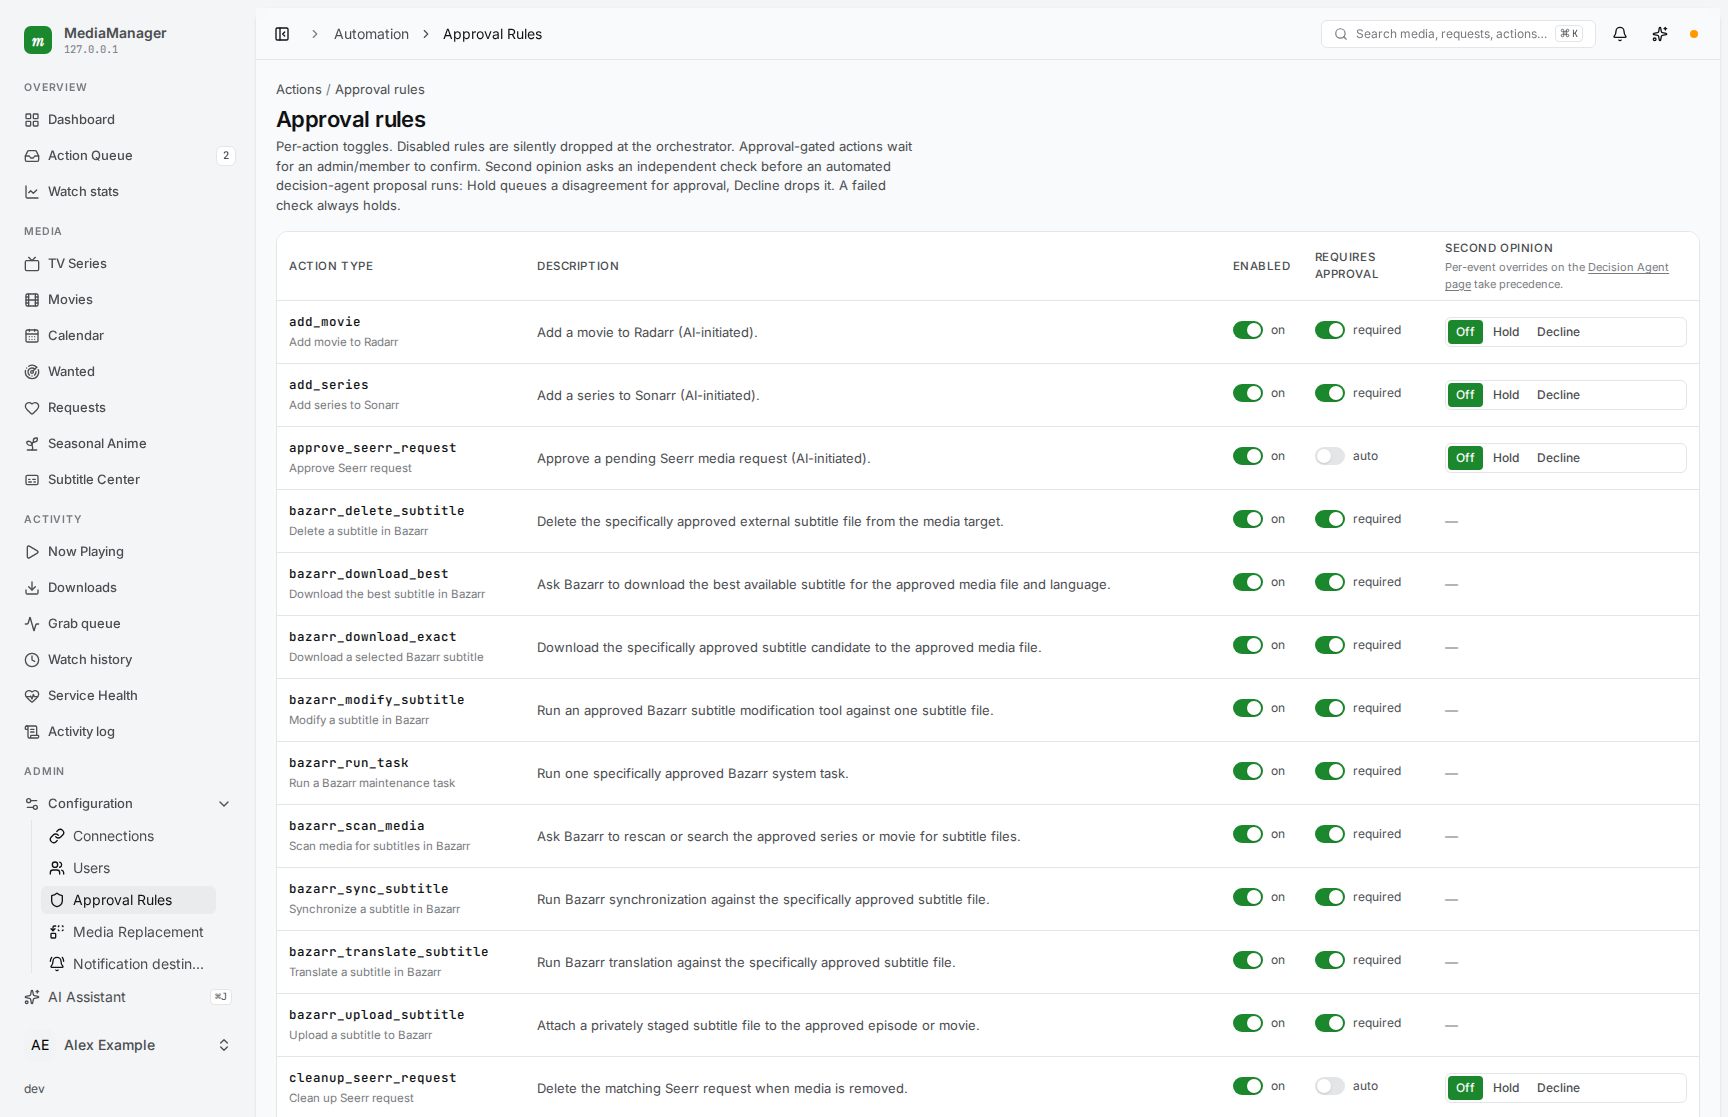 m
MediaManager
127.0.0.1
OVERVIEW
Dashboard
Action Queue 2
Watch stats
MEDIA
TV Series
Movies
Calendar
Wanted
Requests
Seasonal Anime
Subtitle Center
ACTIVITY
Now Playing
Downloads
Grab queue
Watch history
Service Health
Activity log
ADMIN
Configuration
Connections
Users
Approval Rules
Media Replacement
Notification destin...
AI Assistant ⌘J
AE Alex Example
dev
Automation Approval Rules
Search media, requests, actions... ⌘K
Actions / Approval rules
Approval rules
Per-action toggles. Disabled rules are silently dropped at the orchestrator. Approval-gated actions wait
for an admin/member to confirm. Second opinion asks an independent check before an automated
decision-agent proposal runs: Hold queues a disagreement for approval, Decline drops it. A failed
check always holds.
ACTION TYPE DESCRIPTION ENABLED REQUIRES APPROVAL SECOND OPINION
Per-event overrides on the Decision Agent
page take precedence.
add_movie
Add movie to Radarr
Add a movie to Radarr (AI-initiated). on required Off Hold Decline
add_series
Add series to Sonarr
Add a series to Sonarr (AI-initiated). on required Off Hold Decline
approve_seerr_request
Approve Seerr request
Approve a pending Seerr media request (AI-initiated). on auto Off Hold Decline
bazarr_delete_subtitle
Delete a subtitle in Bazarr
Delete the specifically approved external subtitle file from the media target. on required —
bazarr_download_best
Download the best subtitle in Bazarr
Ask Bazarr to download the best available subtitle for the approved media file and language. on required —
bazarr_download_exact
Download a selected Bazarr subtitle
Download the specifically approved subtitle candidate to the approved media file. on required —
bazarr_modify_subtitle
Modify a subtitle in Bazarr
Run an approved Bazarr subtitle modification tool against one subtitle file. on required —
bazarr_run_task
Run a Bazarr maintenance task
Run one specifically approved Bazarr system task. on required —
bazarr_scan_media
Scan media for subtitles in Bazarr
Ask Bazarr to rescan or search the approved series or movie for subtitle files. on required —
bazarr_sync_subtitle
Synchronize a subtitle in Bazarr
Run Bazarr synchronization against the specifically approved subtitle file. on required —
bazarr_translate_subtitle
Translate a subtitle in Bazarr
Run Bazarr translation against the specifically approved subtitle file. on required —
bazarr_upload_subtitle
Upload a subtitle to Bazarr
Attach a privately staged subtitle file to the approved episode or movie. on required —
cleanup_seerr_request
Clean up Seerr request
Delete the matching Seerr request when media is removed. on auto Off Hold Decline